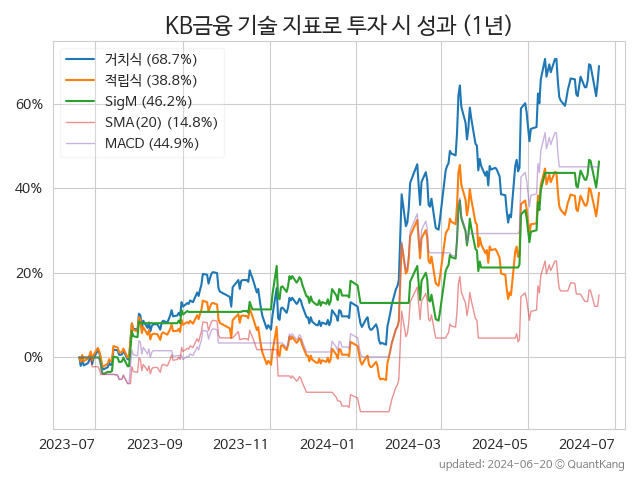 KB금융 기술 지표로 투자 시 성과 (1년)
거치식 (68.7%)
적립식 (38.8%)
SigM (46.2%)
SMA(20) (14.8%)
MACD (44.9%)
60%
40%
20%
0%
2023-07 2023-09 2023-11 2024-01 2024-03 2024-05 2024-07
updated: 2024-06-20 © QuantKang